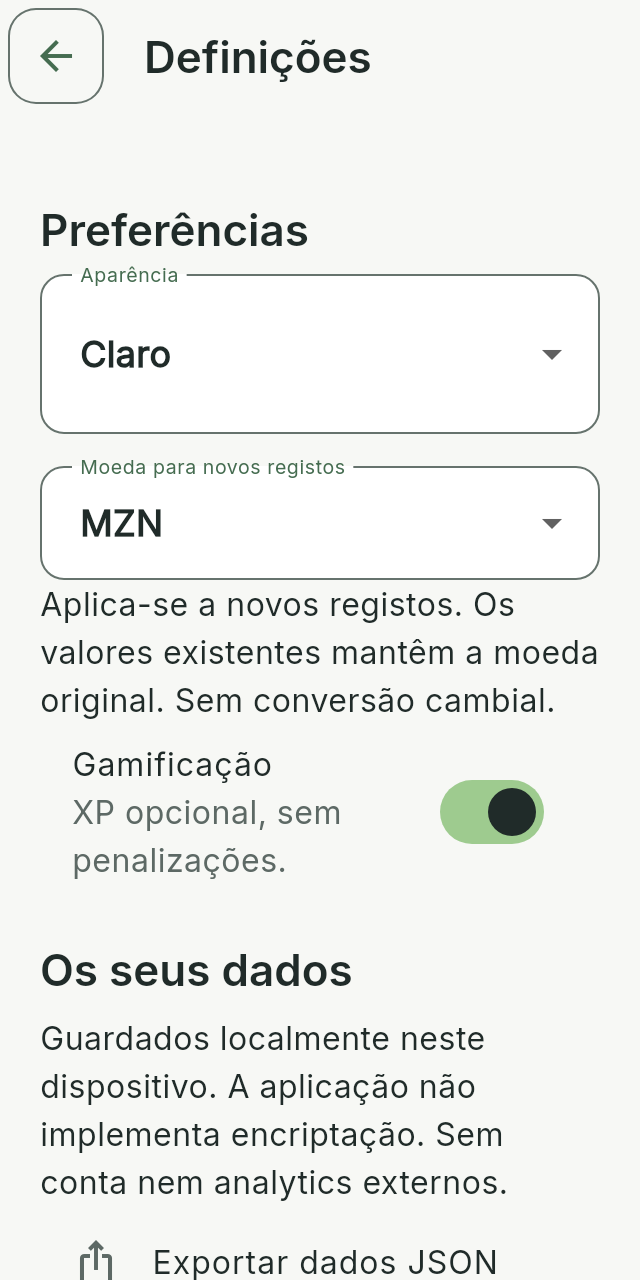 Definições
Preferências
Aparência
Claro
Moeda para novos registos
MZN
Aplica-se a novos registos. Os
valores existentes mantêm a moeda
original. Sem conversão cambial.
Gamificação
XP opcional, sem
penalizações.
Os seus dados
Guardados localmente neste
dispositivo. A aplicação não
implementa encriptação. Sem
conta nem analytics externos.
Exportar dados JSON